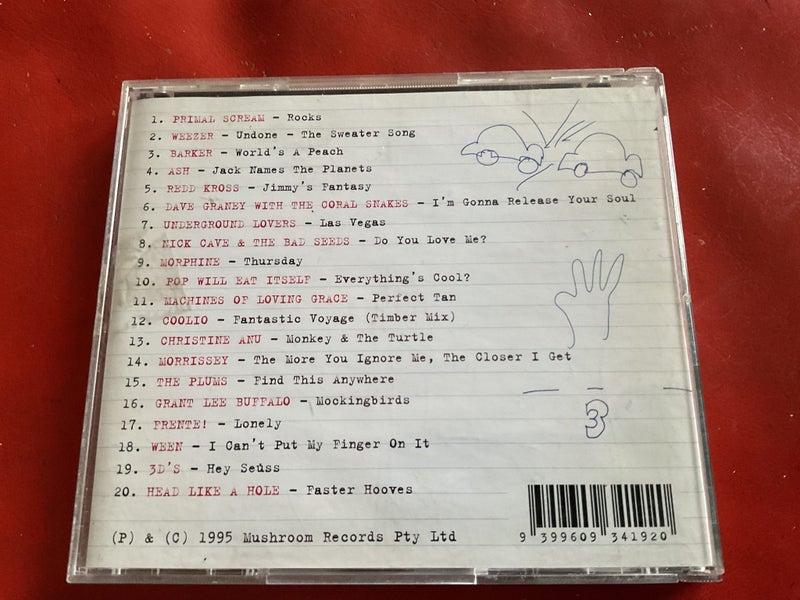 1. PRIMAL SCREAM – Rocks
2. WEEZER – Undone – The Sweater Song
3. BARKER – World's A Peach
4. ASH – Jack Names The Planets
5. REDD KROSS – Jimmy's Fantasy
6. DAVE GRANEY WITH THE CORAL SNAKES – I'm Gonna Release Your Soul
7. UNDERGROUND LOVERS – Las Vegas
8. NICK CAVE & THE BAD SEEDS – Do You Love Me?
9. MORPHINE – Thursday
10. POP WILL EAT ITSELF – Everything's Cool?
11. MACHINES OF LOVING GRACE – Perfect Tan
12. COOLIO – Fantastic Voyage (Timber Mix)
13. CHRISTINE ANU – Monkey & The Turtle
14. MORRISSEY – The More You Ignore Me, The Closer I Get
15. THE PLUMS – Find This Anywhere
16. GRANT LEE BUFFALO – Mockingbirds
17. FRENTE! – Lonely
18. WEEN – I Can't Put My Finger On It
19. 3D'S – Hey Seüss
20. HEAD LIKE A HOLE – Faster Hooves
3
(P) & (C) 1995 Mushroom Records Pty Ltd
9 399609 341920